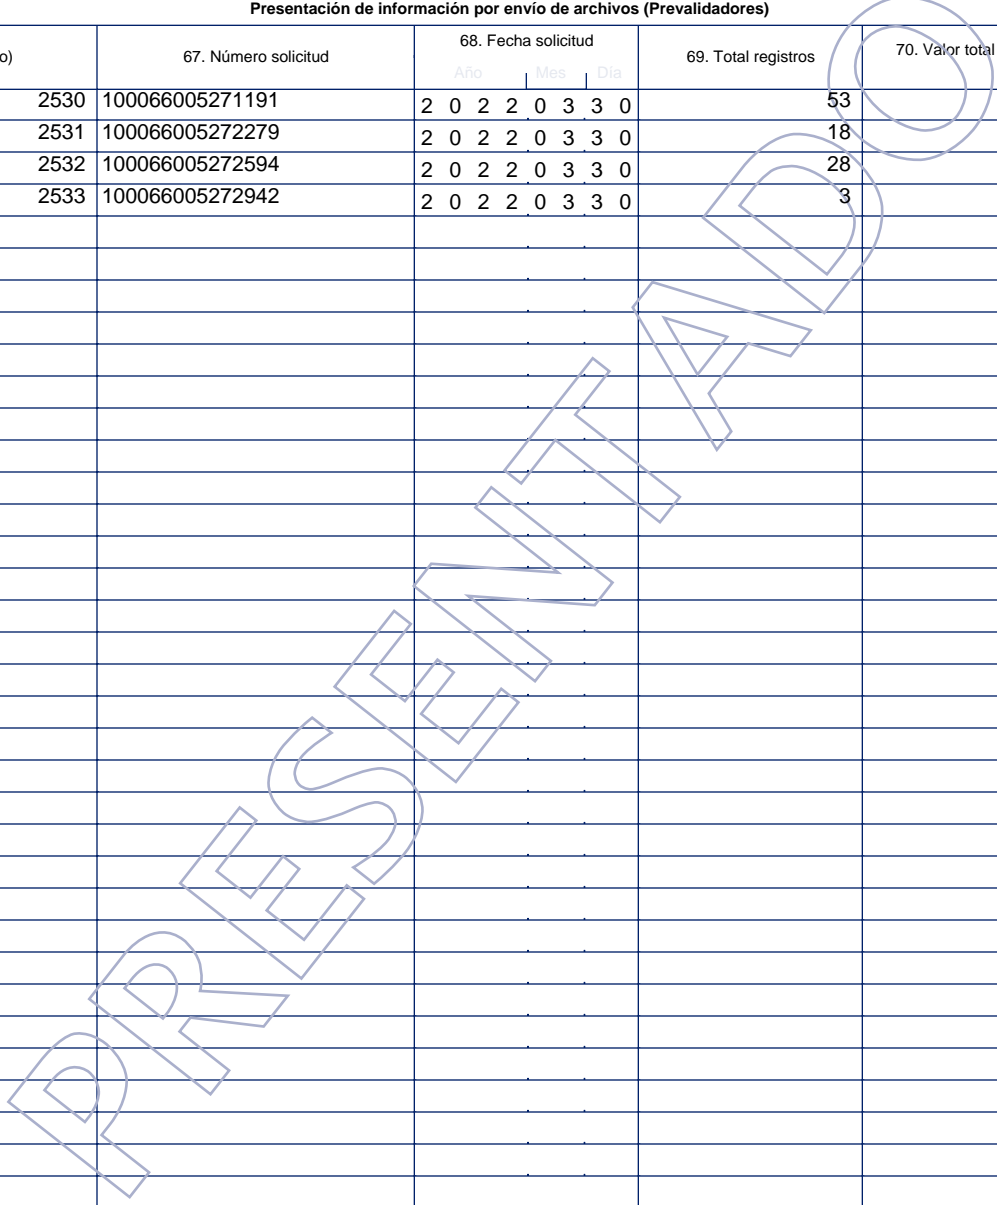 Presentación de información por envío de archivos (Prevalidadores)
o) 67. Número solicitud 68. Fecha solicitud 69. Total registros 70. Valor total
Año Mes Día
2530 100066005271191 2 0 2 2 0 3 3 0 53
2531 100066005272279 2 0 2 2 0 3 3 0 18
2532 100066005272594 2 0 2 2 0 3 3 0 28
2533 100066005272942 2 0 2 2 0 3 3 0 3
PRESENTADO